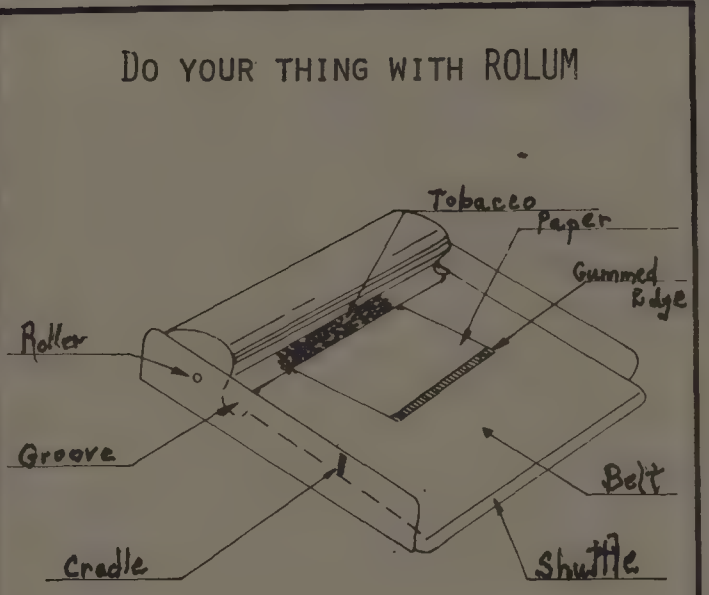 DO YOUR THING WITH ROLUM
Tobacco
Paper
Gummed
Edge
Roller
Groove
Belt
Cradle
Shuttle